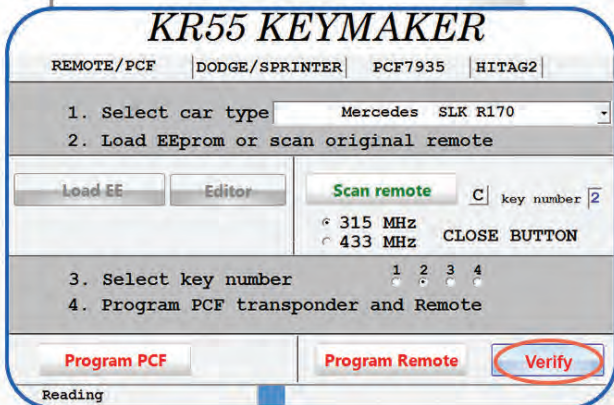 KR55 KEYMAKER
REMOTE/PCF DODGE/SPRINTER PCF7935 HITAG2
1. Select car type Mercedes SLK R170
2. Load EEprom or scan original remote
Load EE Editor Scan remote C key number 2
315 MHz
433 MHz CLOSE BUTTON
1 2 3 4
3. Select key number
4. Program PCF transponder and Remote
Program PCF Program Remote Verify
Reading